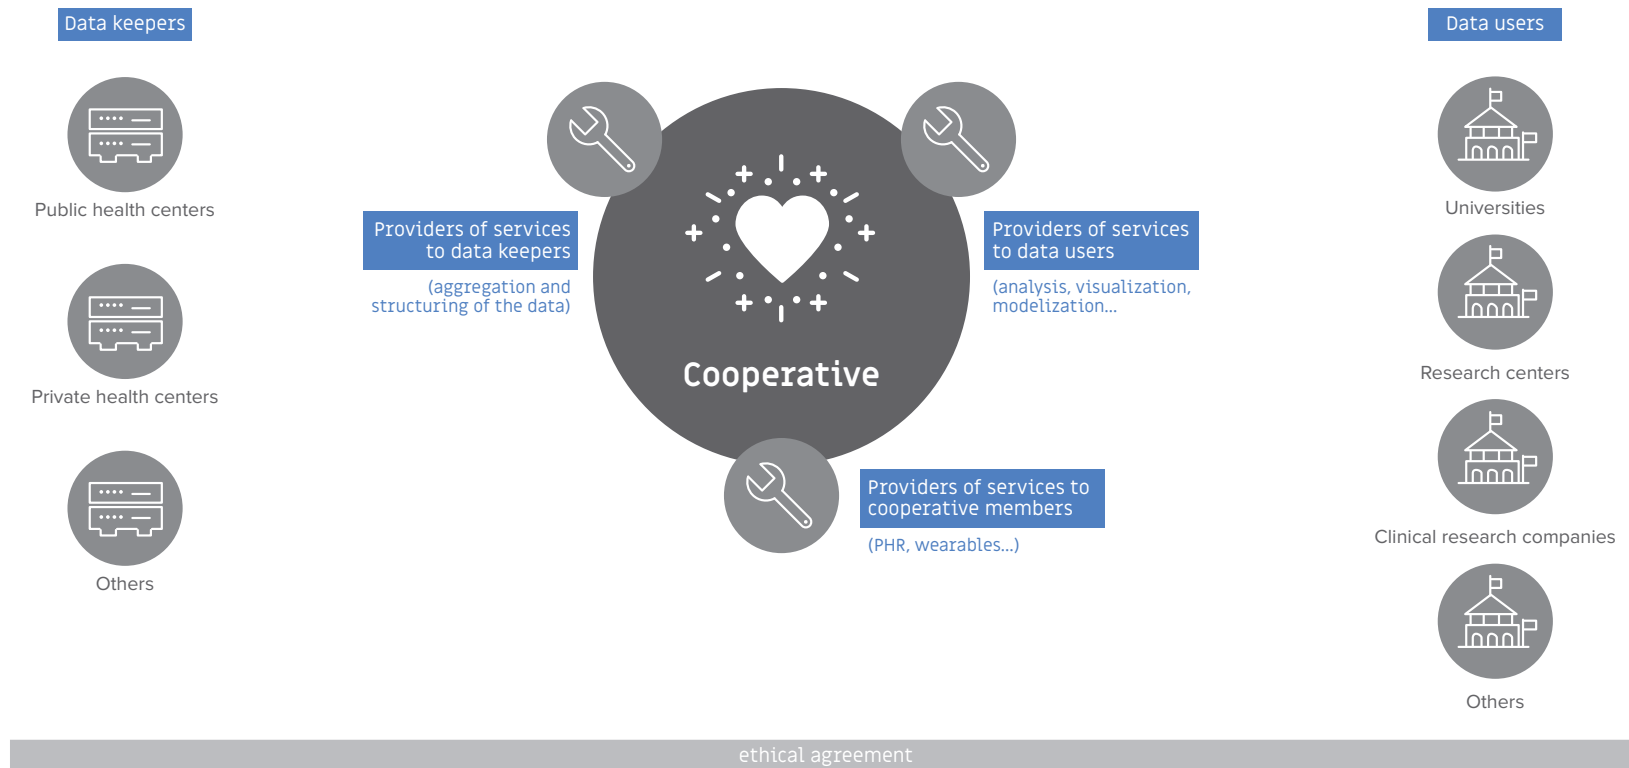 Data keepers
Public health centers
Private health centers
Others
Providers of services
to data keepers
(aggregation and
structuring of the data)
Cooperative
Providers of services
to data users
(analysis, visualization,
modelization...
Providers of services to
cooperative members
(PHR, wearables...)
Data users
Universities
Research centers
Clinical research companies
Others
ethical agreement